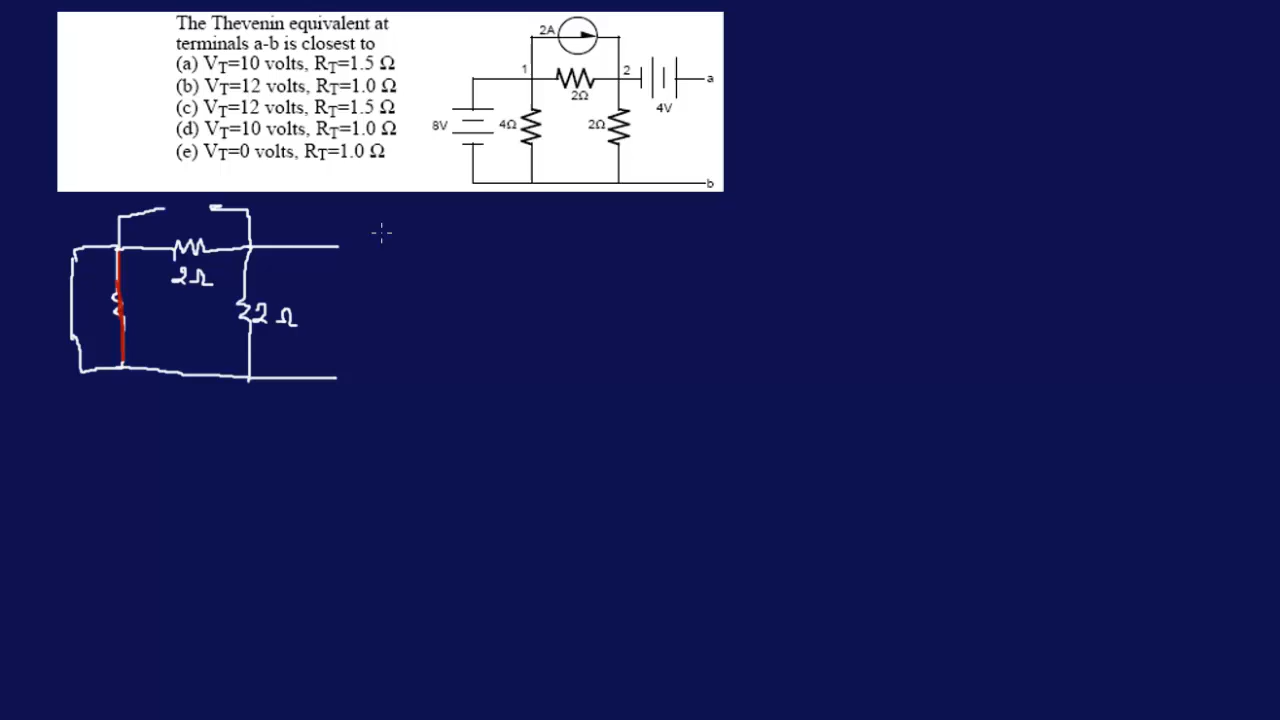 The Thevenin equivalent at
terminals a-b is closest to
(a) VT=10 volts, RT=1.5 Ω
(b) VT=12 volts, RT=1.0 Ω
(c) VT=12 volts, RT=1.5 Ω
(d) VT=10 volts, RT=1.0 Ω
(e) VT=0 volts, RT=1.0 Ω
2A
1
2
a
2Ω
4V
8V
4Ω
2Ω
b
2Ω
2Ω